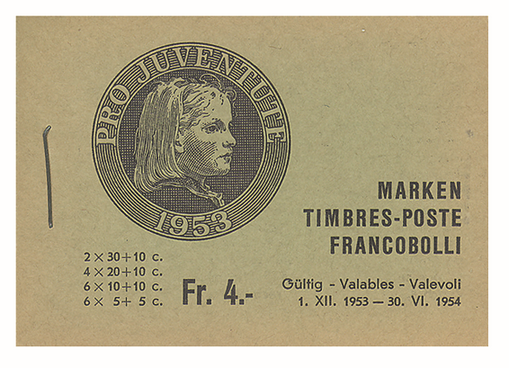 PRO JUVENTUTE
1953
MARKEN
TIMBRES-POSTE
FRANCOBOLLI
2 × 30 + 10 c.
4 × 20 + 10 c.
6 × 10 + 10 c.
6 × 5 + 5 c.
Fr. 4.-
Gültig - Valables - Valevoli
1. XII. 1953 — 30. VI. 1954